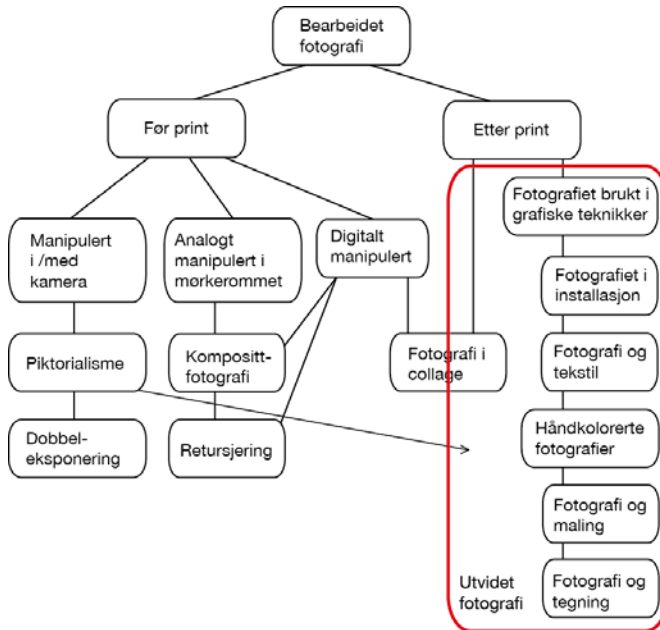 Bearbeidet
fotografi
Før print
Etter print
Fotografiet brukt i
grafiske teknikker
Manipulert
i /med
kamera
Analogt
manipulert i
mørkerommet
Digitalt
manipulert
Fotografiet i
installasjon
Piktorialisme
Kompositt-
fotografi
Fotografi i
collage
Fotografi og
tekstil
Dobbel-
eksponering
Retursjering
Håndkolorerte
fotografier
Fotografi og
maling
Utvidet
fotografi
Fotografi og
tegning